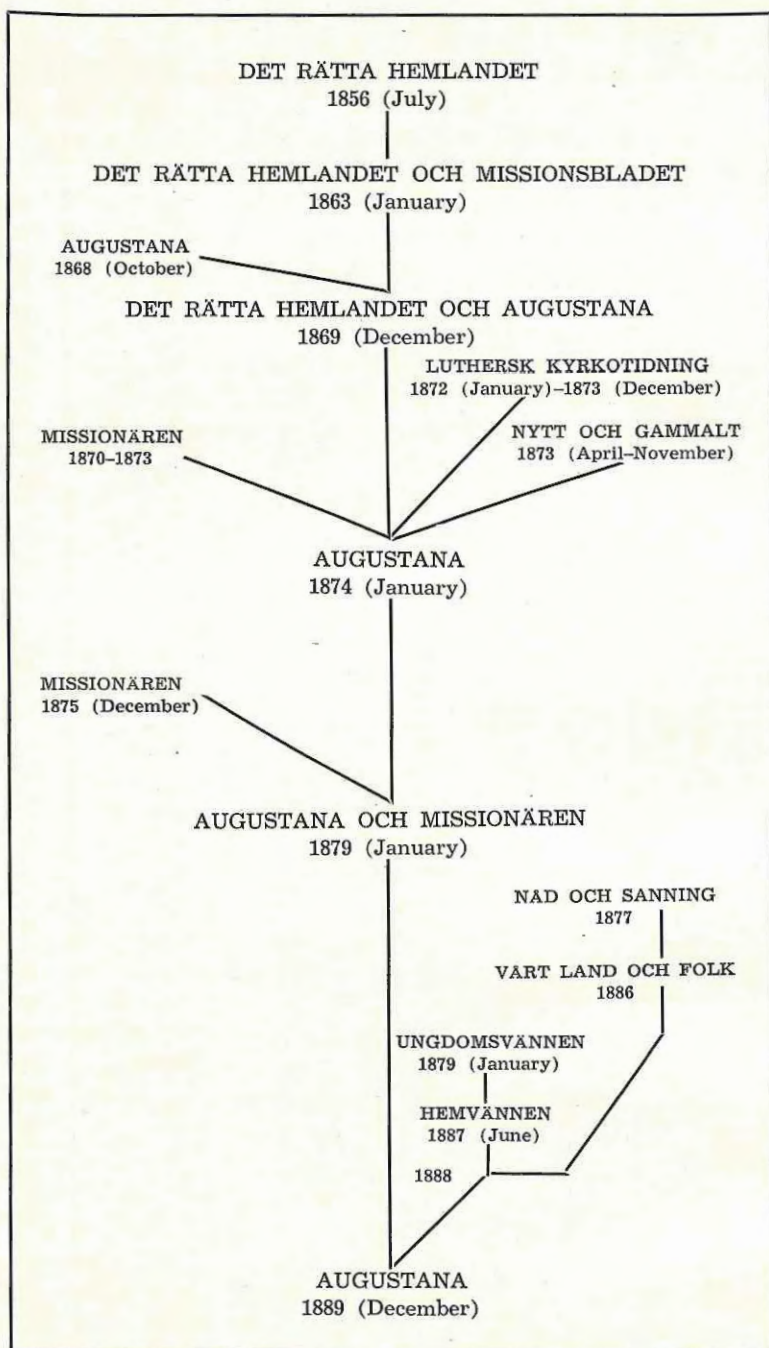 DET RÄTTA HEMLANDET
1856 (July)
DET RÄTTA HEMLANDET OCH MISSIONSBLADET
1863 (January)
AUGUSTANA
1868 (October)
DET RÄTTA HEMLANDET OCH AUGUSTANA
1869 (December)
LUTHERSK KYRKOTIDNING
1872 (January)–1873 (December)
MISSIONÄREN
1870–1873
NYTT OCH GAMMALT
1873 (April–November)
AUGUSTANA
1874 (January)
MISSIONÄREN
1875 (December)
AUGUSTANA OCH MISSIONÄREN
1879 (January)
NAD OCH SANNING
1877
VART LAND OCH FOLK
1886
UNGDOMSVÄNNEN
1879 (January)
HEMVÄNNEN
1887 (June)
1888
AUGUSTANA
1889 (December)